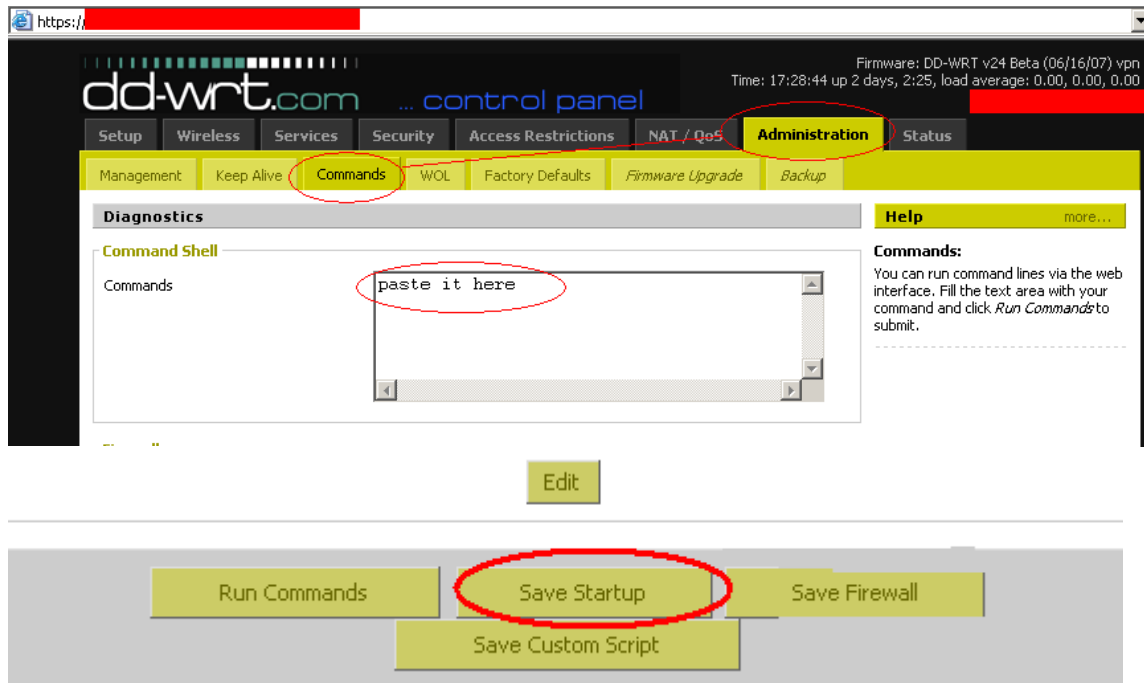 https:/
dd-wrt.com ... control panel
Firmware: DD-WRT v24 Beta (06/16/07) vpn
Time: 17:28:44 up 2 days, 2:25, load average: 0.00, 0.00, 0.00
Setup Wireless Services Security Access Restrictions NAT / QoS Administration Status
Management Keep Alive Commands WOL Factory Defaults Firmware Upgrade Backup
Diagnostics
Help more...
Command Shell
Commands
paste it here
Commands:
You can run command lines via the web
interface. Fill the text area with your
command and click Run Commands to
submit.
Edit
Run Commands Save Startup Save Firewall
Save Custom Script